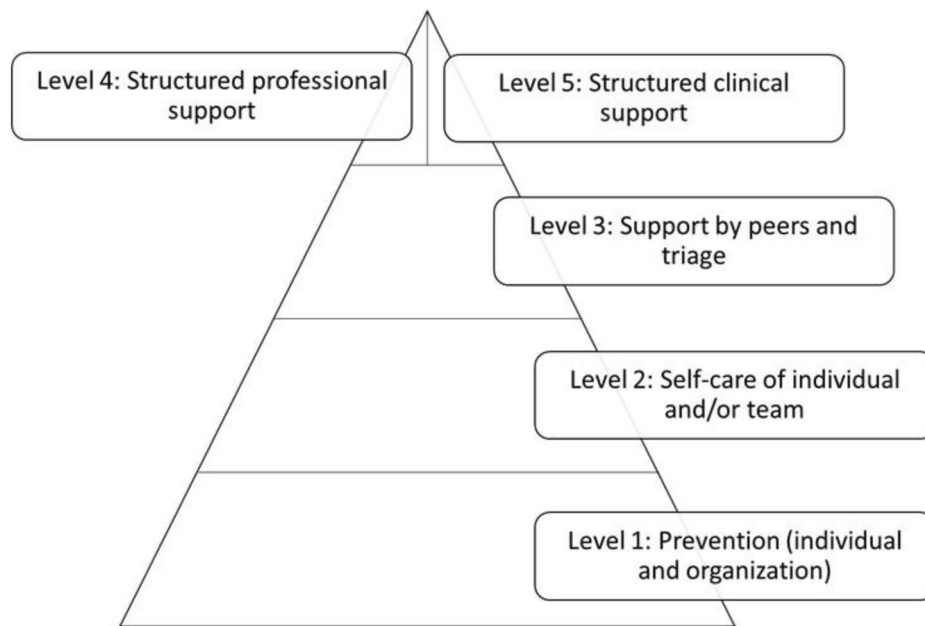 Level 4: Structured professional
support
Level 5: Structured clinical
support
Level 3: Support by peers and
triage
Level 2: Self-care of individual
and/or team
Level 1: Prevention (individual
and organization)